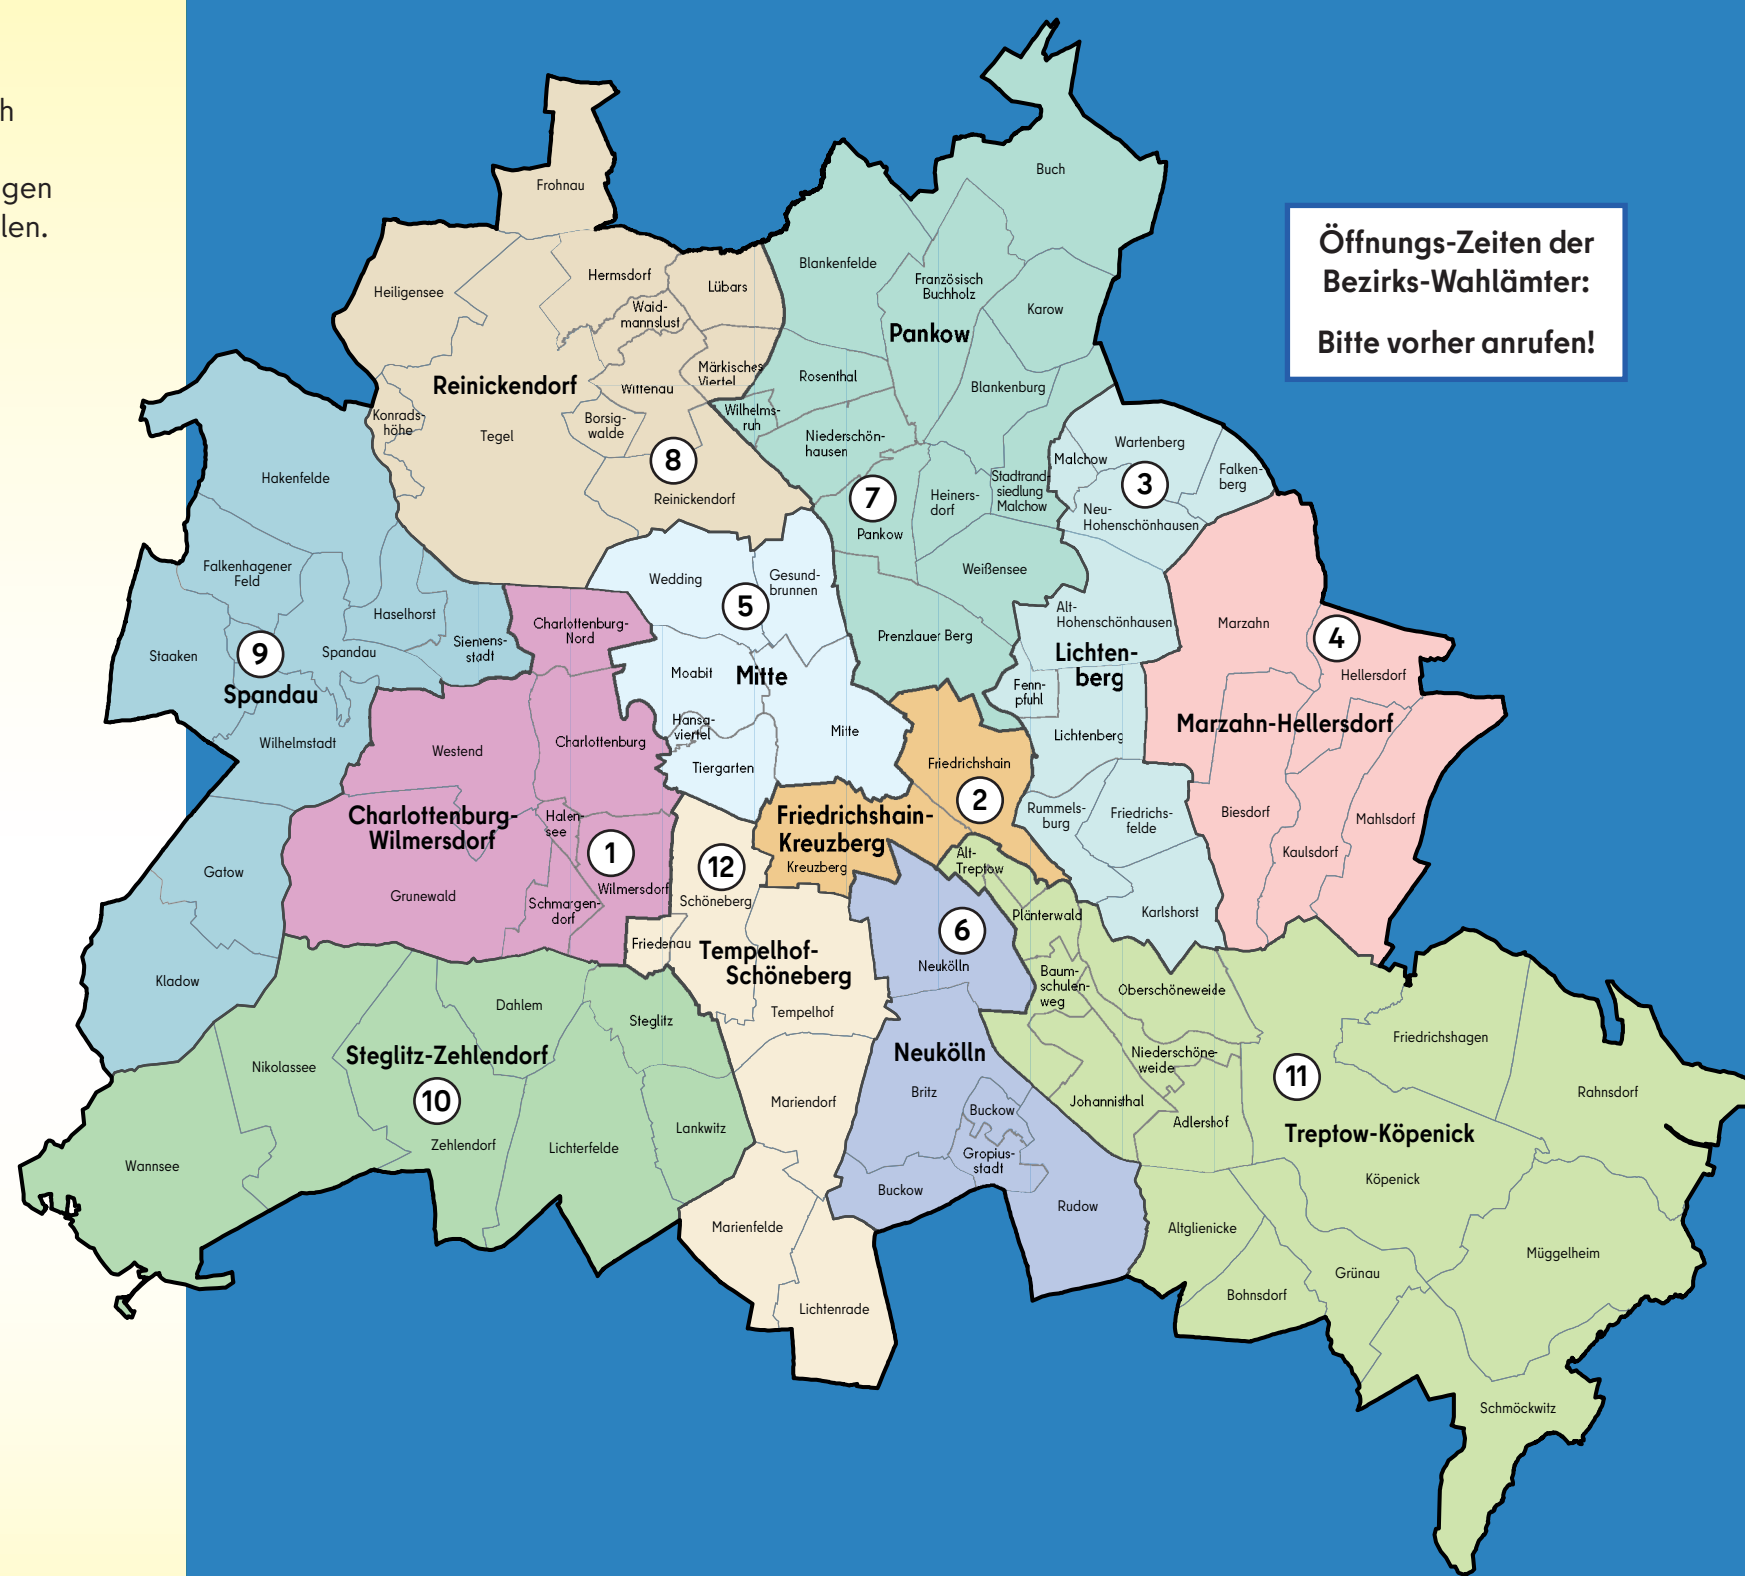 h
gen
len.
Öffnungs-Zeiten der
Bezirks-Wahlämter:
Bitte vorher anrufen!
Buch
Frohnau
Hermsdorf
Lübars
Heiligensee
Waid-
mannslust
Märkisches
Viertel
Reinickendorf
Wittenau
Konrads-
höhe
Borsig-
walde
Tegel
8
Reinickendorf
Blankenfelde
Französisch
Buchholz
Karow
Pankow
Rosenthal
Blankenburg
Wilhelms-
ruh
Niederschön-
hausen
Stadtrand-
siedlung
Malchow
Heiners-
dorf
7
Pankow
Weißensee
Prenzlauer Berg
Wartenberg
Malchow
3
Falken-
berg
Neu-
Hohenschönhausen
Alt-
Hohenschönhausen
Lichten-
berg
Fenn-
pfuhl
Lichtenberg
Rummels-
burg
Friedrichs-
felde
Karlshorst
Marzahn
4
Hellersdorf
Marzahn-Hellersdorf
Biesdorf
Kaulsdorf
Mahlsdorf
Hakenfelde
Falkenhagener
Feld
Haselhorst
Siemens-
stadt
Staaken
9
Spandau
Spandau
Wilhelmstadt
Gatow
Kladow
Wedding
Gesund-
brunnen
5
Moabit
Mitte
Hansa-
viertel
Mitte
Tiergarten
Charlottenburg-
Nord
Westend
Charlottenburg
Charlottenburg-
Wilmersdorf
Halen-
see
1
Wilmersdorf
Grunewald
Schmargen-
dorf
Friedrichshain
2
Friedrichshain-
Kreuzberg
Kreuzberg
12
Schöneberg
Friedenau
Tempelhof-
Schöneberg
Tempelhof
Mariendorf
Marienfelde
Lichtenrade
6
Neukölln
Neukölln
Britz
Buckow
Gropius-
stadt
Buckow
Rudow
Dahlem
Steglitz
Steglitz-Zehlendorf
Nikolassee
10
Zehlendorf
Lichterfelde
Lankwitz
Wannsee
Alt-
Treptow
Plänterwald
Baum-
schulen-
weg
Oberschöneweide
Niederschöne-
weide
Johannisthal
Adlershof
11
Friedrichshagen
Rahnsdorf
Treptow-Köpenick
Köpenick
Altglienicke
Müggelheim
Grünau
Bohnsdorf
Schmöckwitz